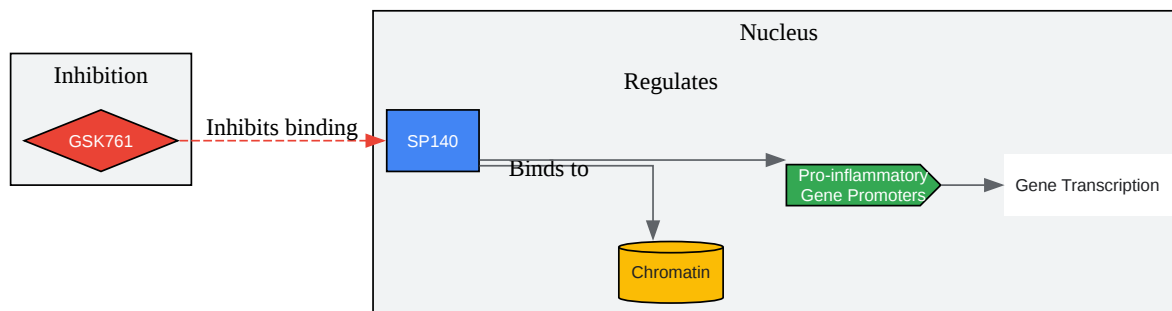 Nucleus
Inhibition
Regulates
GSK761
Inhibits binding
SP140
Binds to
Pro-inflammatory
Gene Promoters
Gene Transcription
Chromatin